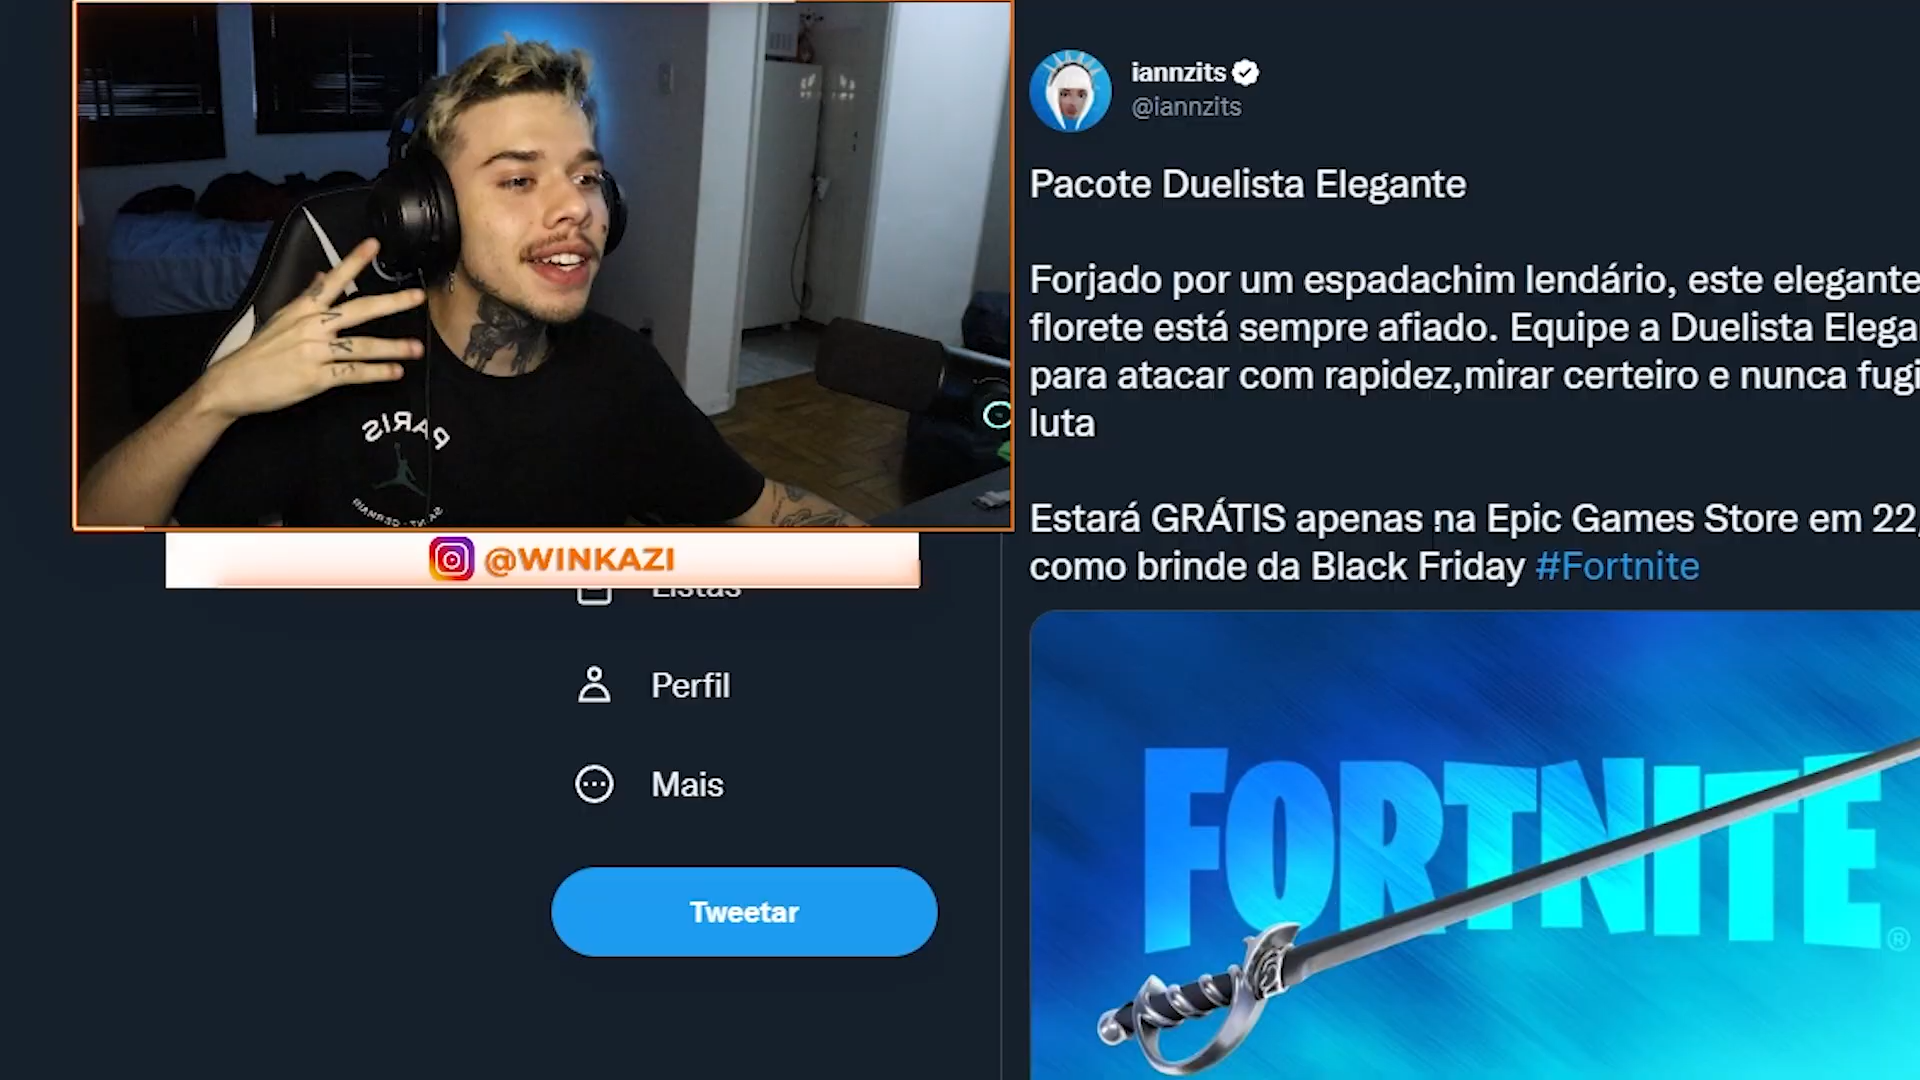 iannzits
@iannzits
Pacote Duelista Elegante
Forjado por um espadachim lendário, este elegante
florete está sempre afiado. Equipe a Duelista Elega
para atacar com rapidez,mirar certeiro e nunca fugi
luta
Estará GRÁTIS apenas na Epic Games Store em 22,
como brinde da Black Friday #Fortnite
PARIS
@WINKAZI
Listas
Perfil
Mais
Tweetar
FORTNITE